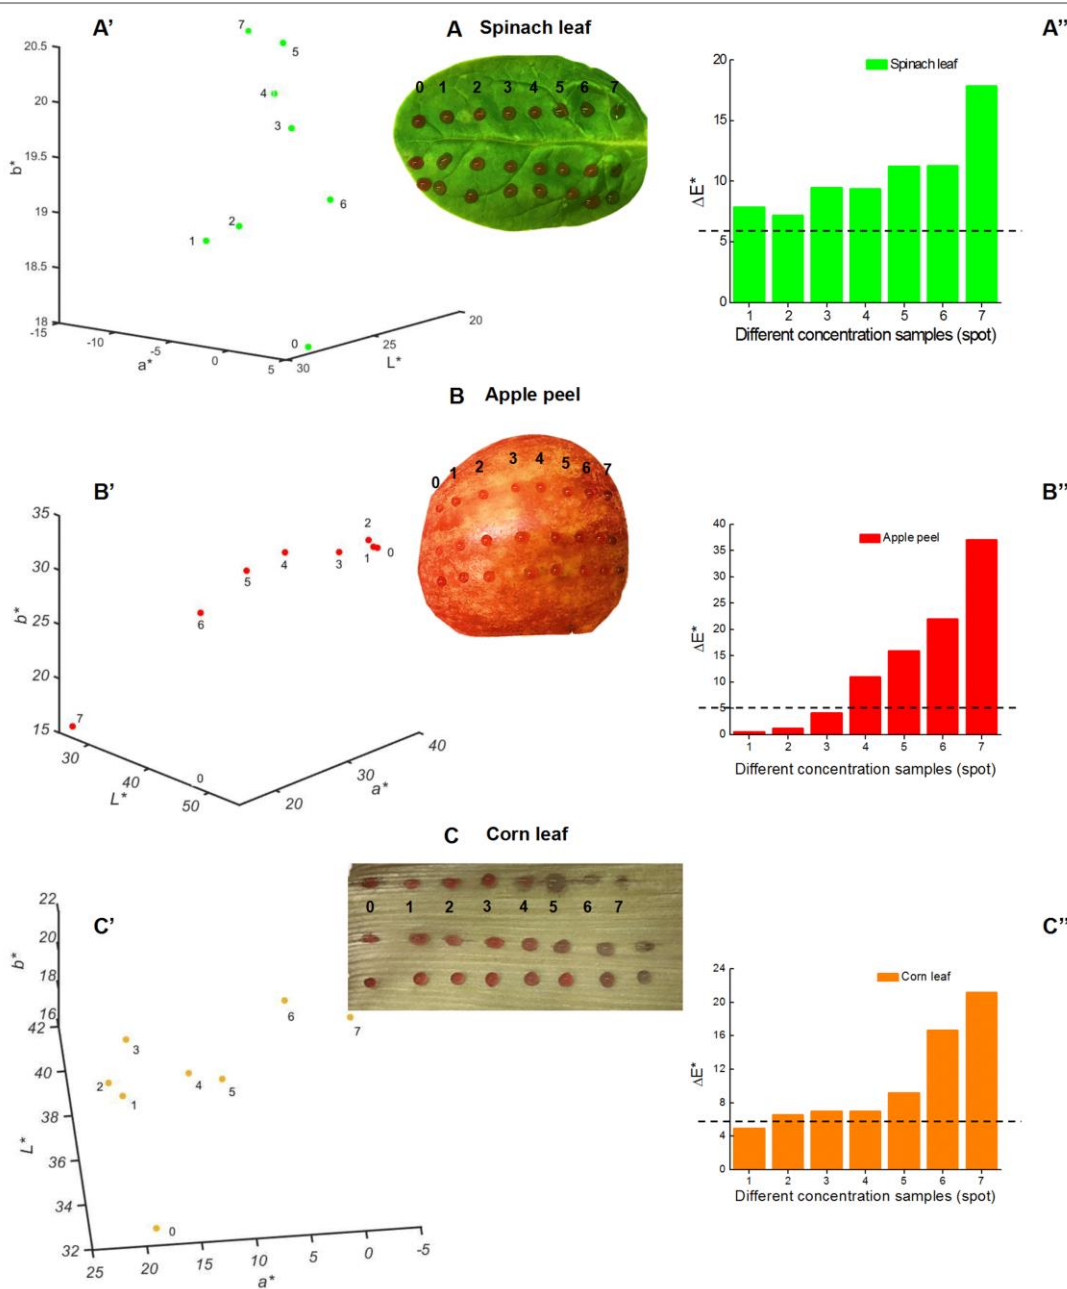 A’
A Spinach leaf
A’’
20.5
20
19.5
19
18.5
18
b*
7
5
4
3
6
2
1
0
-15
-10
-5
0
5
a*
30
25
20
L*
0 1 2 3 4 5 6 7
Spinach leaf
20
15
10
5
0
ΔE*
1 2 3 4 5 6 7
Different concentration samples (spot)
B Apple peel
B’
B’’
35
30
25
20
15
b*
2
0
1
3
4
5
6
7
30
40
50
0
L*
20
30
40
a*
0 1 2 3 4 5 6 7
Apple peel
40
35
30
25
20
15
10
5
0
ΔE*
1 2 3 4 5 6 7
Different concentration samples (spot)
C Corn leaf
C’
C’’
22
20
18
16
b*
42
40
38
36
34
32
L*
6
7
3
2
1
4
5
0
25 20 15 10 5 0 -5
a*
0 1 2 3 4 5 6 7
Corn leaf
24
20
16
12
8
4
0
ΔE*
1 2 3 4 5 6 7
Different concentration samples (spot)